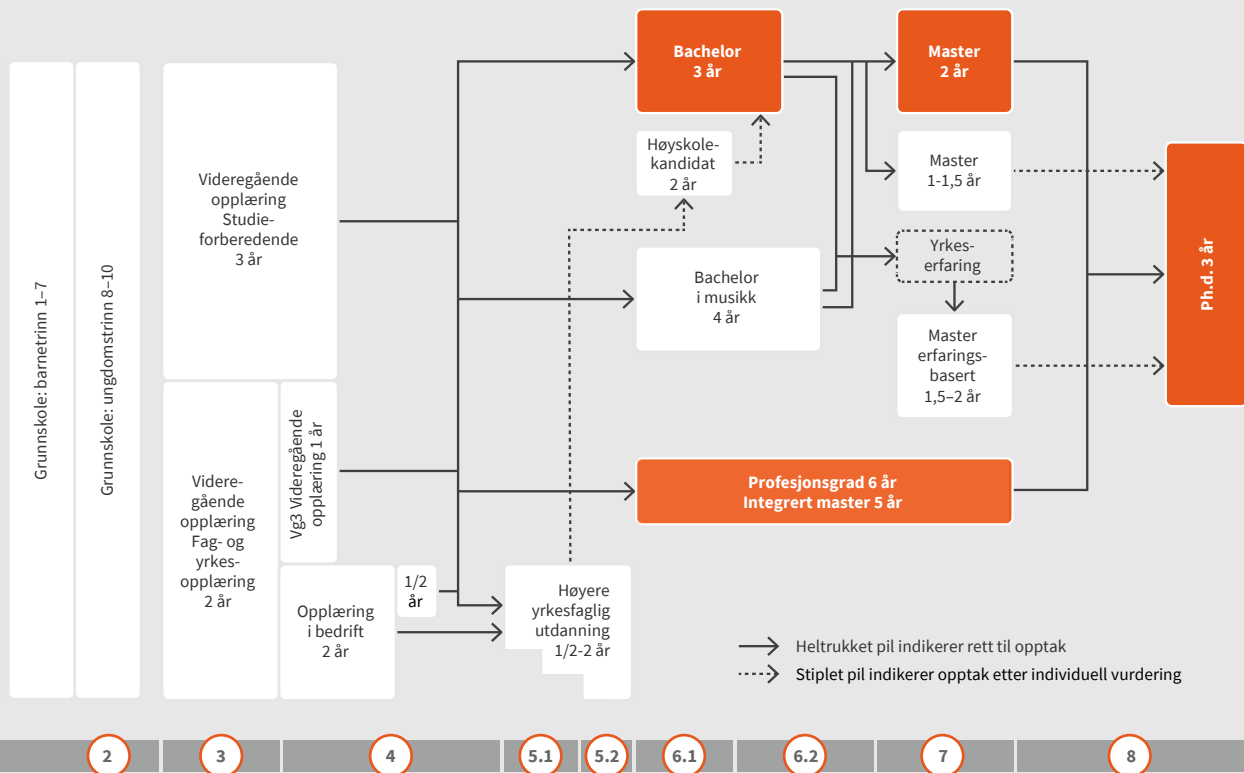 Grunnskole: barnetrinn 1–7
Grunnskole: ungdomstrinn 8–10
Videregående
opplæring
Studie-
forberedende
3 år
Videre-
gående
opplæring
Fag- og
yrkes-
opplæring
2 år
Vg3 Videregående
opplæring 1 år
Opplæring
i bedrift
2 år
1/2
år
Høyere
yrkesfaglig
utdanning
1/2-2 år
Bachelor
3 år
Høyskole-
kandidat
2 år
Bachelor
i musikk
4 år
Profesjonsgrad 6 år
Integrert master 5 år
Master
2 år
Master
1-1,5 år
Yrkes-
erfaring
Master
erfarings-
basert
1,5–2 år
Ph.d. 3 år
Heltrukket pil indikerer rett til opptak
Stiplet pil indikerer opptak etter individuell vurdering
2
3
4
5.1
5.2
6.1
6.2
7
8